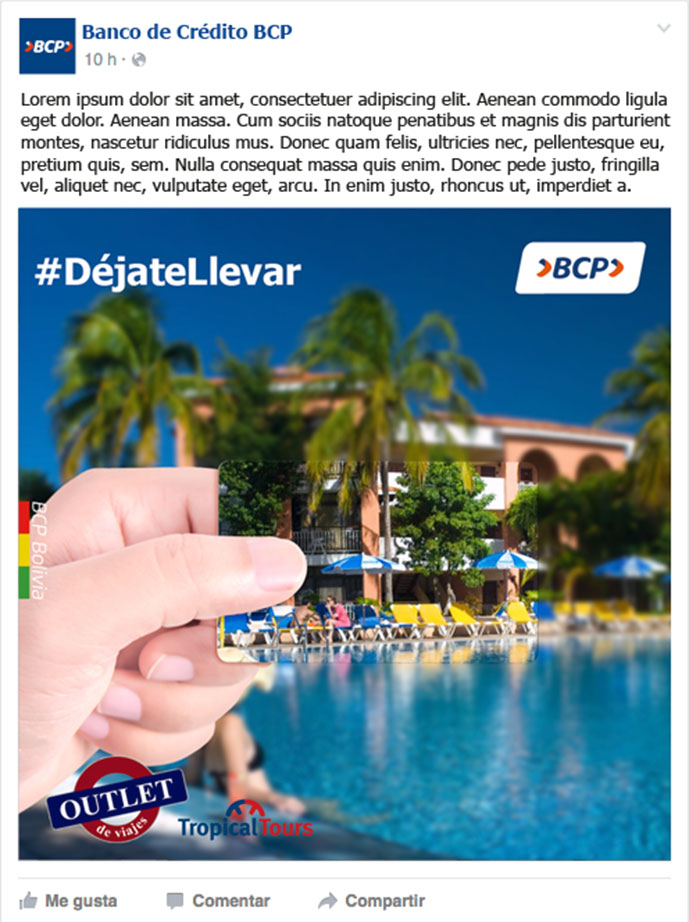 BCP
Banco de Crédito BCP
10 h ·
Lorem ipsum dolor sit amet, consectetuer adipiscing elit. Aenean commodo ligula
eget dolor. Aenean massa. Cum sociis natoque penatibus et magnis dis parturient
montes, nascetur ridiculus mus. Donec quam felis, ultricies nec, pellentesque eu,
pretium quis, sem. Nulla consequat massa quis enim. Donec pede justo, fringilla
vel, aliquet nec, vulputate eget, arcu. In enim justo, rhoncus ut, imperdiet a.
#DéjateLlevar
BCP
BCP Bolivia
OUTLET
de viajes
TropicalTours
Me gusta
Comentar
Compartir